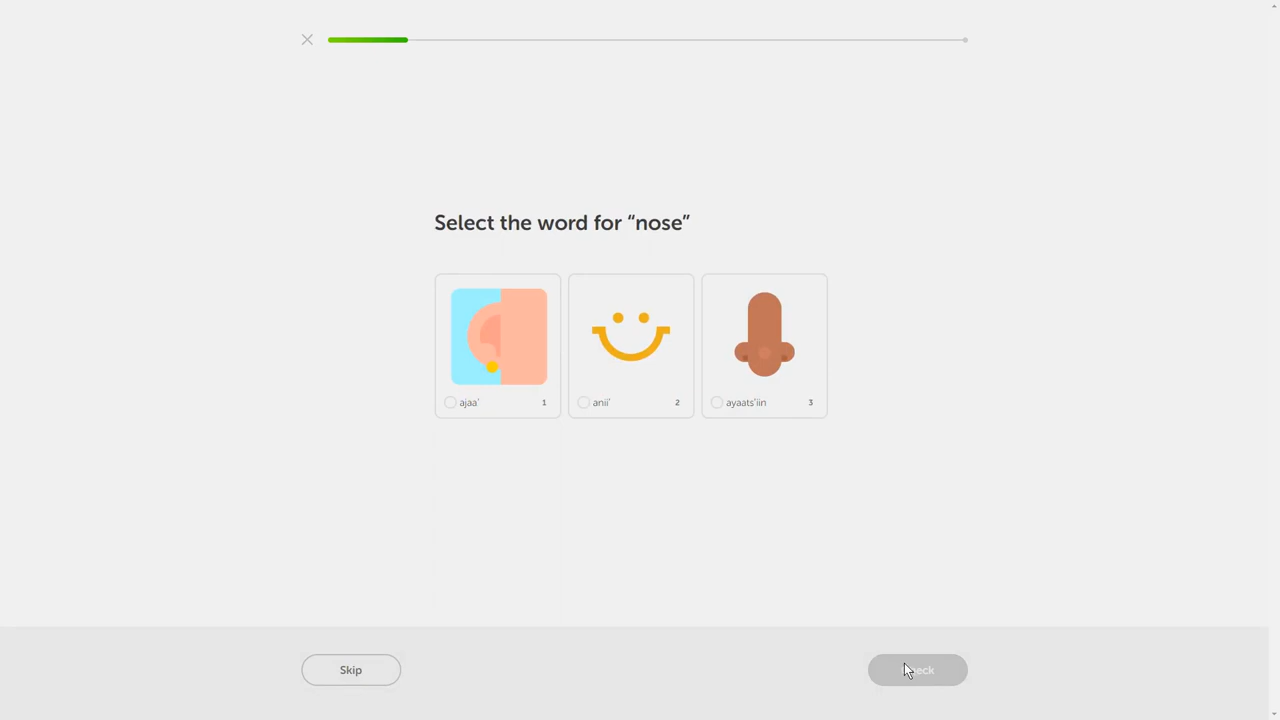 Select the word for “nose”
ajaa' 1
anii' 2
ayaats'iin 3
Skip